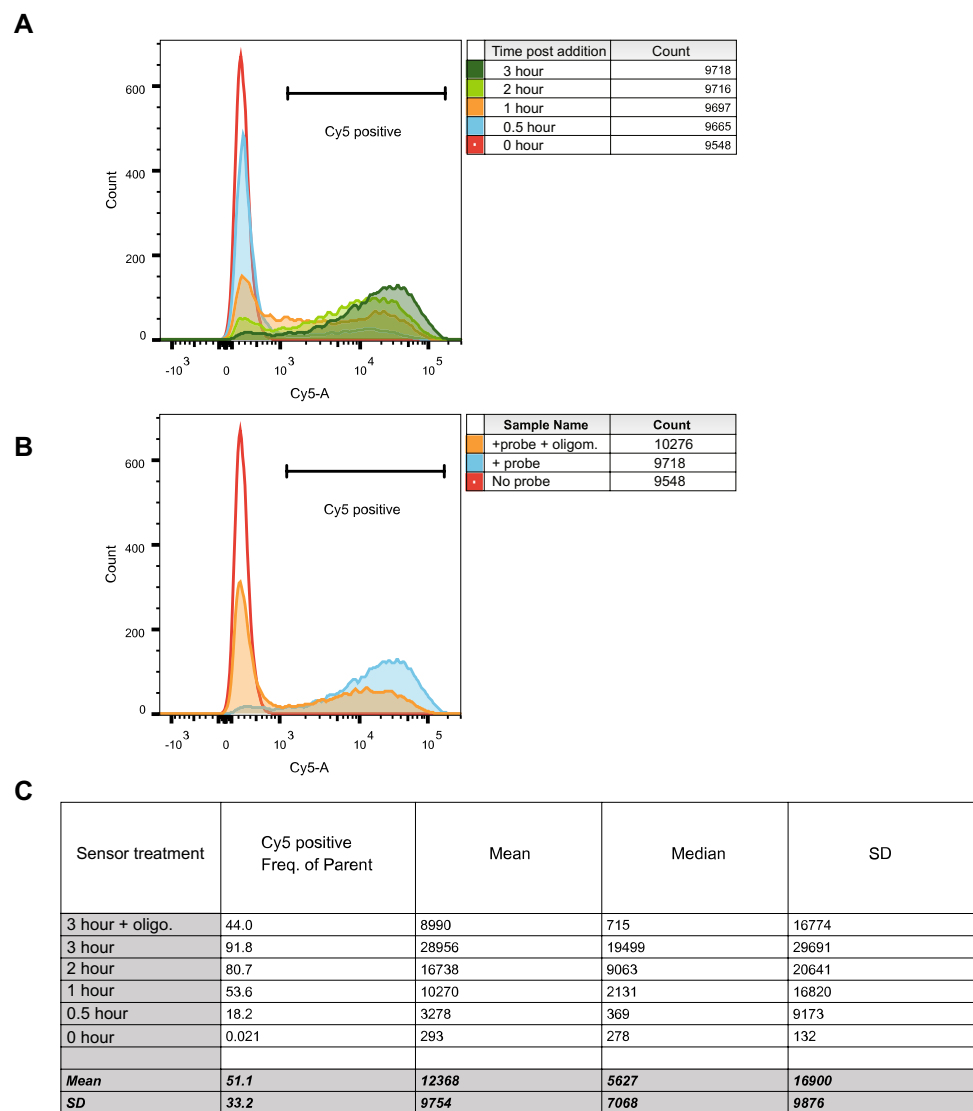 A
Time post addition Count
3 hour 9718
2 hour 9716
1 hour 9697
0.5 hour 9665
0 hour 9548
600
400
200
0
Count
Cy5 positive
-10 3 0 10 3 10 4 10 5
Cy5-A
B
Sample Name Count
+probe + oligom. 10276
+ probe 9718
No probe 9548
600
400
200
0
Count
Cy5 positive
-10 3 0 10 3 10 4 10 5
Cy5-A
C
Sensor treatment Cy5 positive Freq. of Parent Mean Median SD
3 hour + oligo. 44.0 8990 715 16774
3 hour 91.8 28956 19499 29691
2 hour 80.7 16738 9063 20641
1 hour 53.6 10270 2131 16820
0.5 hour 18.2 3278 369 9173
0 hour 0.021 293 278 132
Mean 51.1 12368 5627 16900
SD 33.2 9754 7068 9876